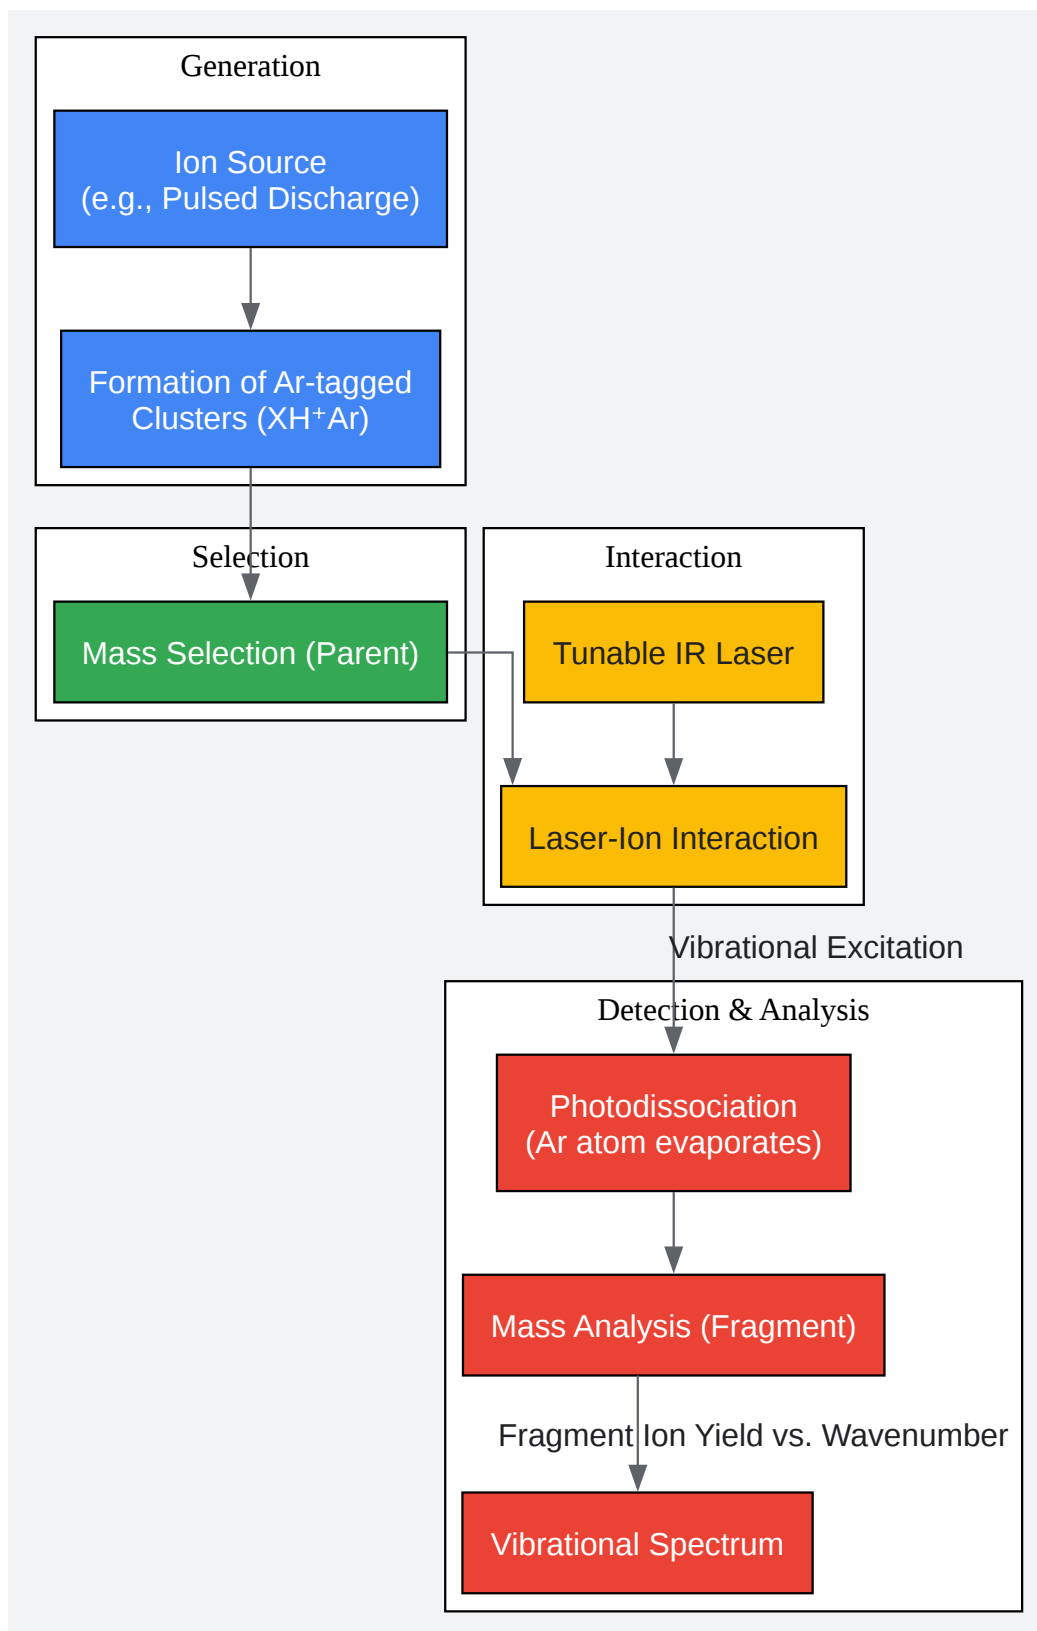 Generation
Ion Source
(e.g., Pulsed Discharge)
Formation of Ar-tagged
Clusters (XH⁺Ar)
Selection
Mass Selection (Parent)
Interaction
Tunable IR Laser
Laser-Ion Interaction
Vibrational Excitation
Detection & Analysis
Photodissociation
(Ar atom evaporates)
Mass Analysis (Fragment)
Fragment Ion Yield vs. Wavenumber
Vibrational Spectrum